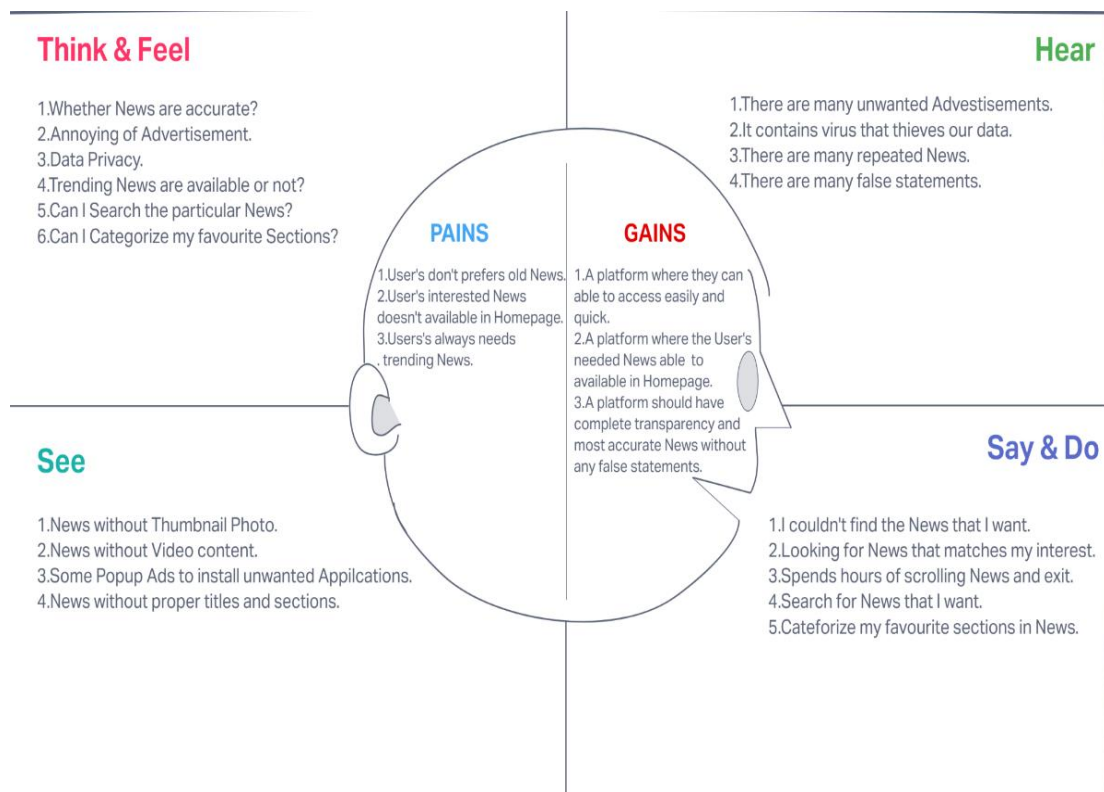 Think & Feel
1.Whether News are accurate?
2.Annoying of Advertisement.
3.Data Privacy.
4.Trending News are available or not?
5.Can I Search the particular News?
6.Can I Categorize my favourite Sections?
Hear
1.There are many unwanted Advestisements.
2.It contains virus that thieves our data.
3.There are many repeated News.
4.There are many false statements.
PAINS
1.User's don't prefers old News.
2.User's interested News
doesn't available in Homepage.
3.Users's always needs
. trending News.
GAINS
1.A platform where they can
able to access easily and
quick.
2.A platform where the User's
needed News able to
available in Homepage.
3.A platform should have
complete transparency and
most accurate News without
any false statements.
See
1.News without Thumbnail Photo.
2.News without Video content.
3.Some Popup Ads to install unwanted Appilcations.
4.News without proper titles and sections.
Say & Do
1.I couldn't find the News that I want.
2.Looking for News that matches my interest.
3.Spends hours of scrolling News and exit.
4.Search for News that I want.
5.Cateforize my favourite sections in News.